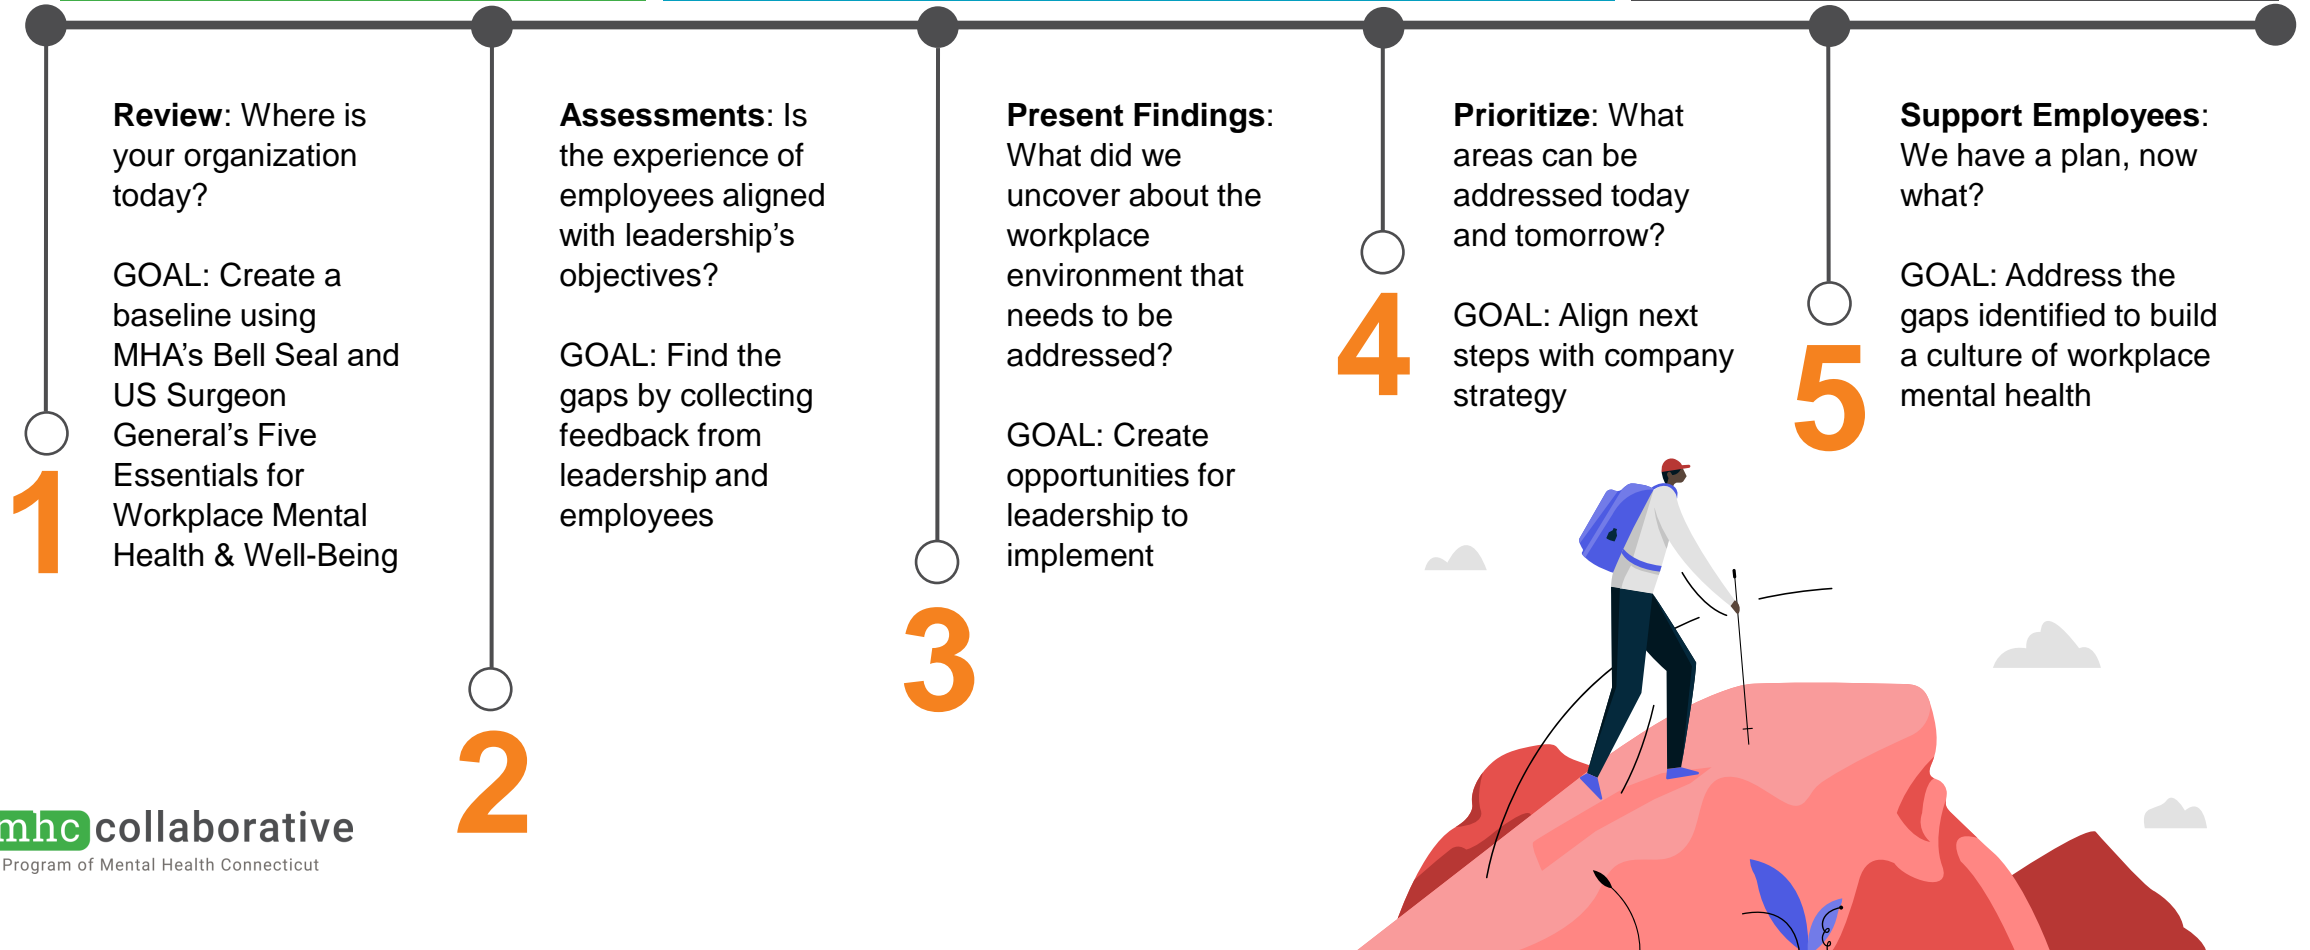 Review: Where is
your organization
today?
GOAL: Create a
baseline using
MHA’s Bell Seal and
US Surgeon
General’s Five
Essentials for
Workplace Mental
Health & Well-Being
1
Assessments: Is
the experience of
employees aligned
with leadership’s
objectives?
GOAL: Find the
gaps by collecting
feedback from
leadership and
employees
2
Present Findings:
What did we
uncover about the
workplace
environment that
needs to be
addressed?
GOAL: Create
opportunities for
leadership to
implement
3
Prioritize: What
areas can be
addressed today
and tomorrow?
GOAL: Align next
steps with company
strategy
4
Support Employees:
We have a plan, now
what?
GOAL: Address the
gaps identified to build
a culture of workplace
mental health
5
mhc collaborative
Program of Mental Health Connecticut